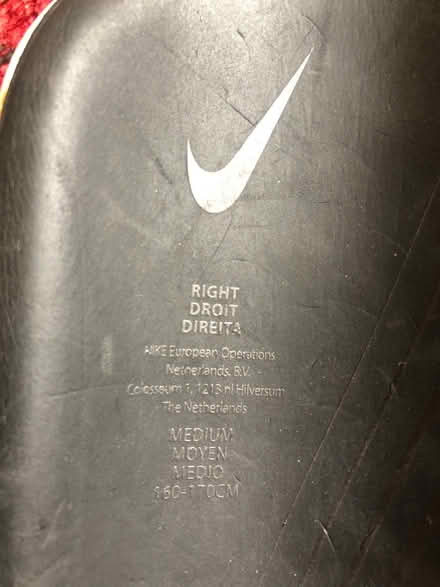 RIGHT
DROIT
DIREITA
NIKE European Operations
Netherlands, B.V.
Colosseum 1, 1213 nl Hilversum
The Netherlands
MEDIUM
MOYEN
MEDIO
160-170CM